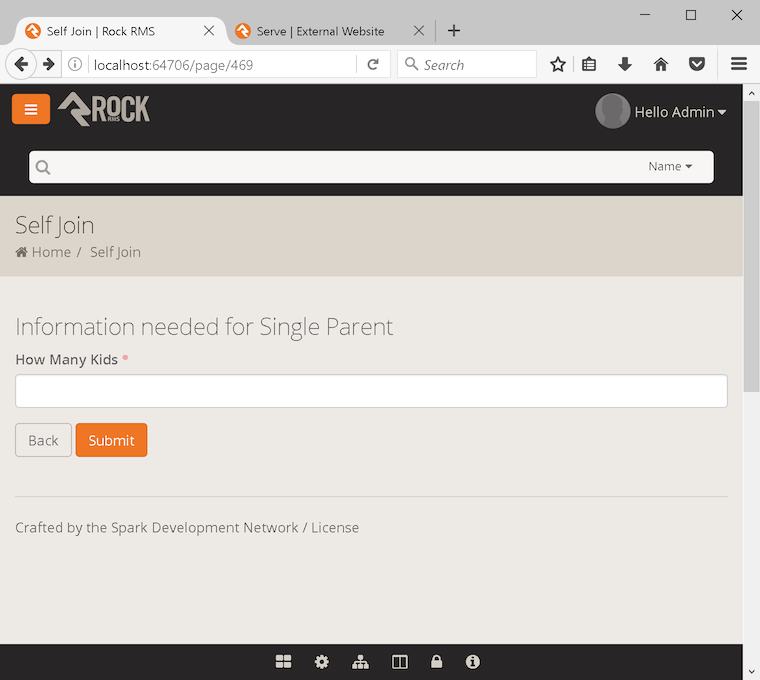 Self Join | Rock RMS
Serve | External Website
localhost:64706/page/469
Search
ROCK
RMS
Hello Admin
Name
Self Join
Home / Self Join
Information needed for Single Parent
How Many Kids *
Back
Submit
Crafted by the Spark Development Network / License